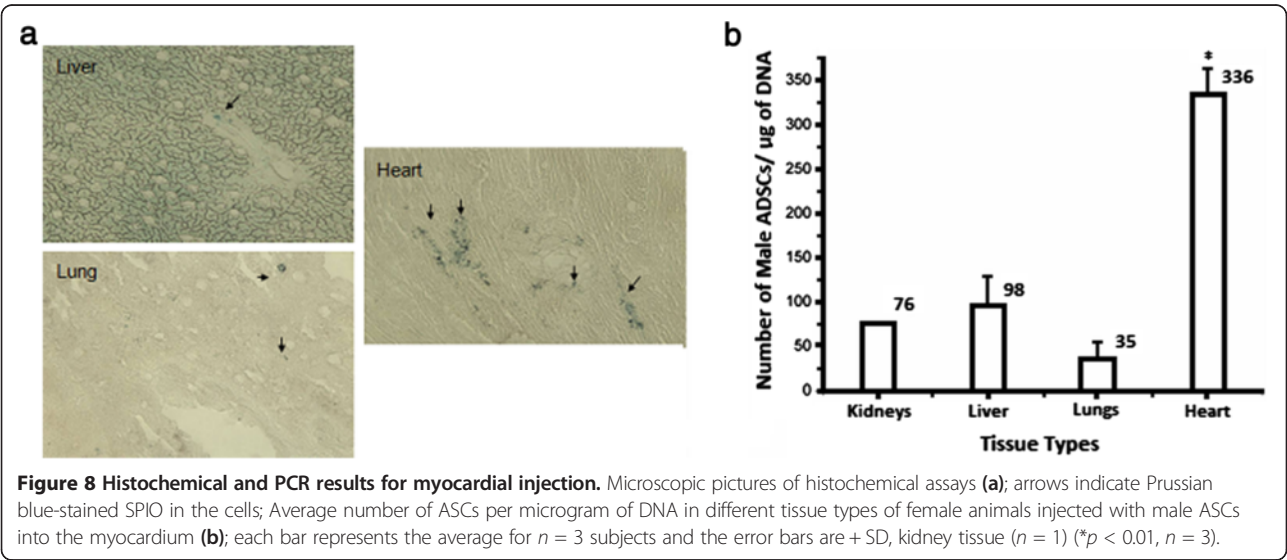 a
Liver
Lung
Heart
b
Number of Male ADSCs/ µg of DNA
350
300
250
200
150
100
50
0
76
98
35
*
336
Kidneys
Liver
Lungs
Heart
Tissue Types
Figure 8 Histochemical and PCR results for myocardial injection. Microscopic pictures of histochemical assays (a); arrows indicate Prussian
blue-stained SPIO in the cells; Average number of ASCs per microgram of DNA in different tissue types of female animals injected with male ASCs
into the myocardium (b); each bar represents the average for n = 3 subjects and the error bars are + SD, kidney tissue (n = 1) (*p < 0.01, n = 3).